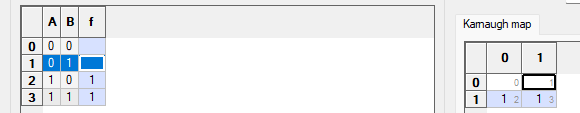 A B f
0 0 0
1 0 1
2 1 0 1
3 1 1 1
Karnaugh map
0 1
0 0 1
1 1 2 1 3